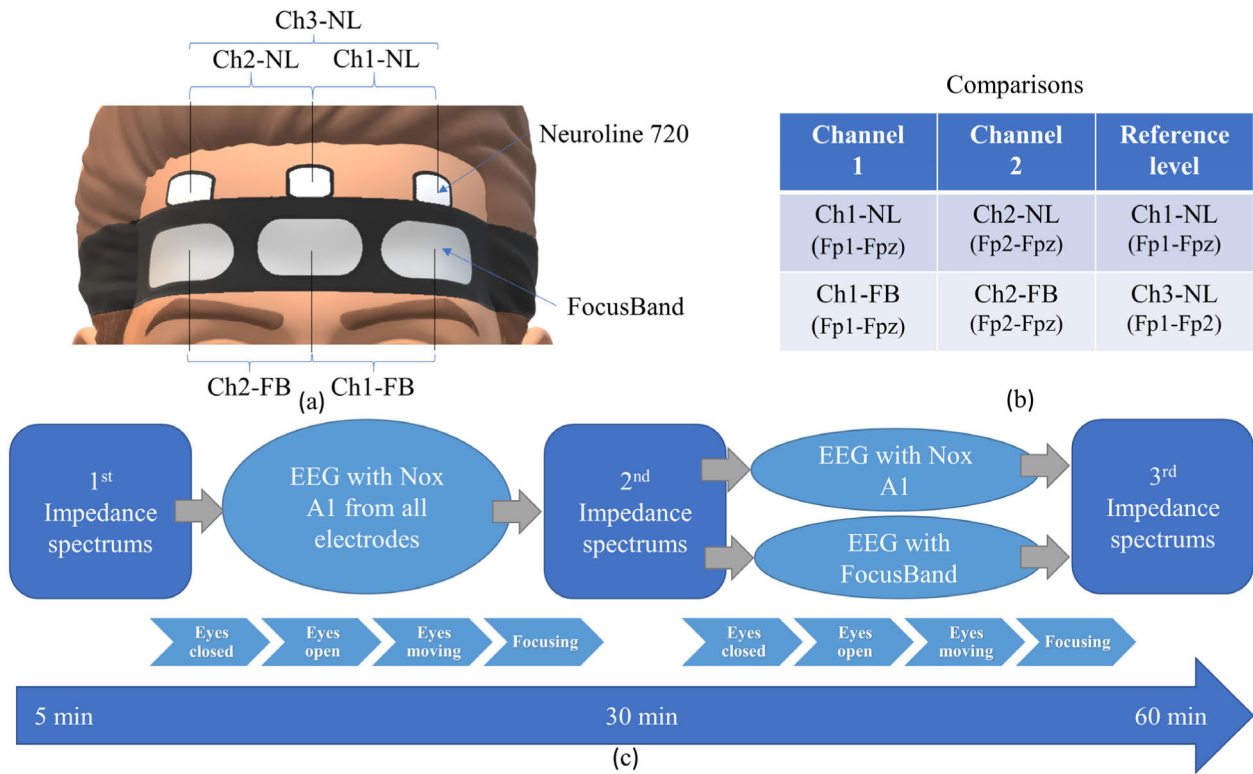 Ch3-NL
Ch2-NL Ch1-NL
Neuroline 720
FocusBand
Ch2-FB Ch1-FB
(a)
Comparisons
Channel 1 Channel 2 Reference level
Ch1-NL (Fp1-Fpz) Ch2-NL (Fp2-Fpz) Ch1-NL (Fp1-Fpz)
Ch1-FB (Fp1-Fpz) Ch2-FB (Fp2-Fpz) Ch3-NL (Fp1-Fp2)
(b)
1st
Impedance
spectrums
EEG with Nox
A1 from all
electrodes
2nd
Impedance
spectrums
EEG with Nox
A1
EEG with
FocusBand
3rd
Impedance
spectrums
Eyes closed
Eyes open
Eyes moving
Focusing
Eyes closed
Eyes open
Eyes moving
Focusing
5 min 30 min 60 min
(c)